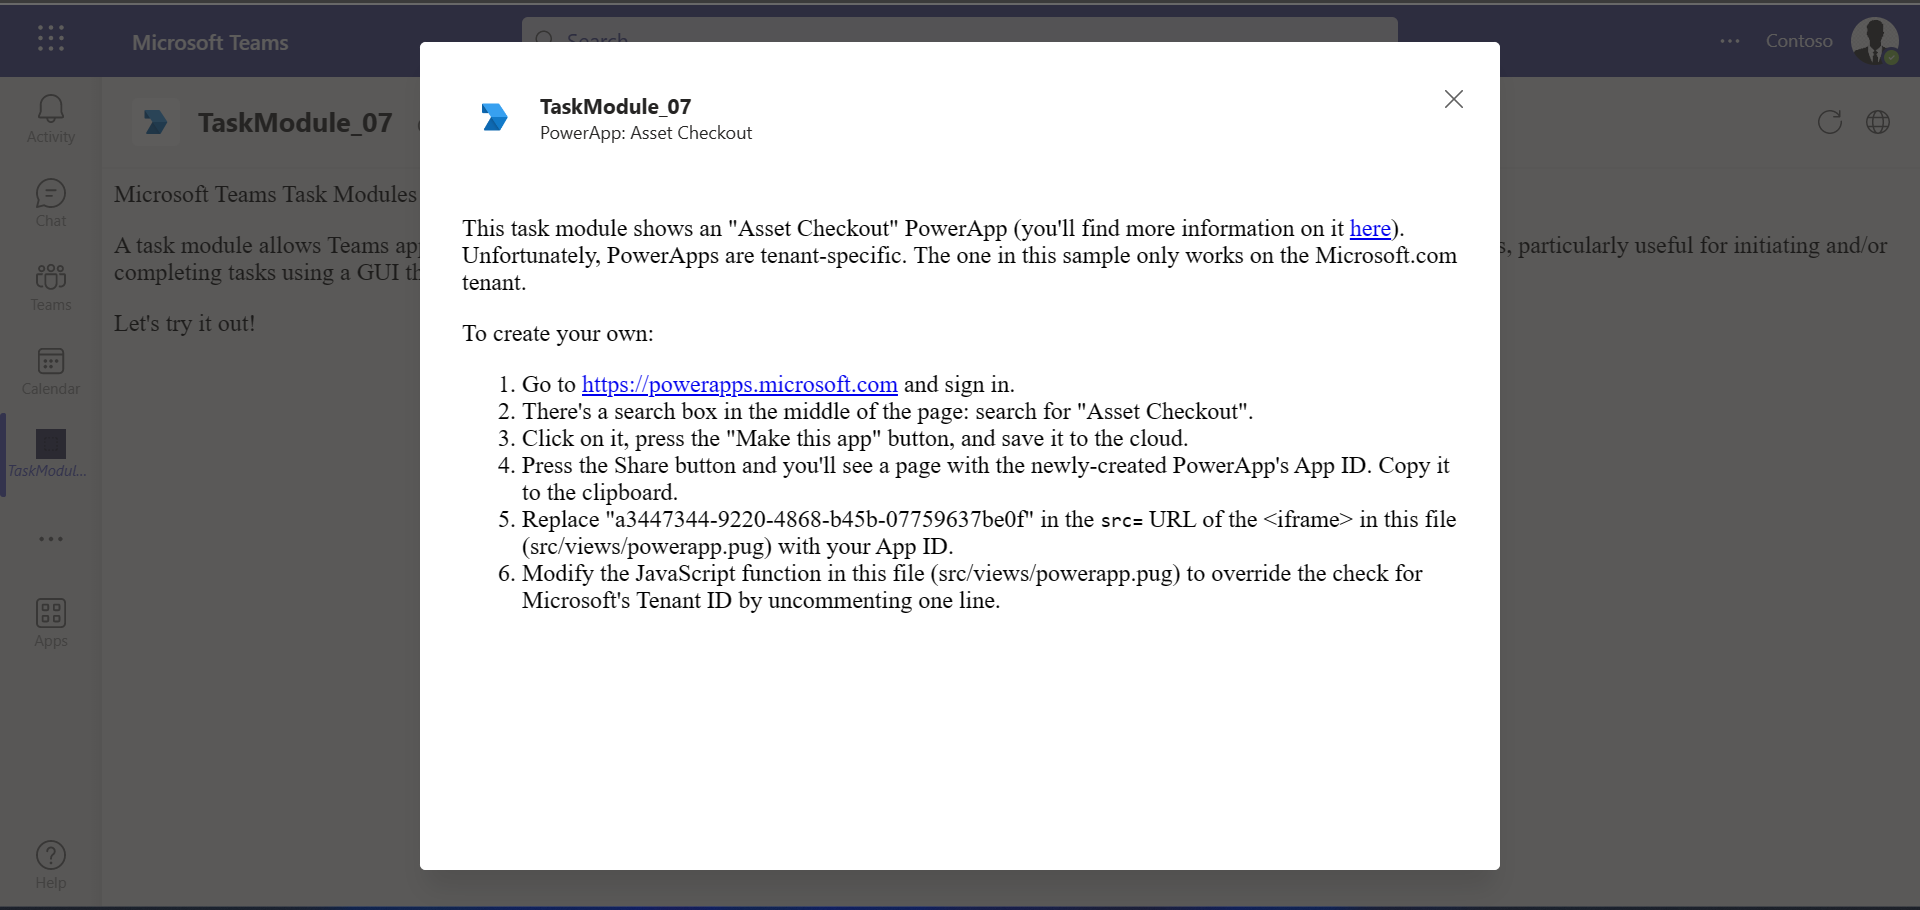 Microsoft Teams
Search
Contoso
Activity
Chat
Teams
Calendar
TaskModul...
Apps
Help
TaskModule_07
Microsoft Teams Task Modules
A task module allows Teams
s, particularly useful for initiating and/or
completing tasks using a GUI
Let's try it out!
TaskModule_07
PowerApp: Asset Checkout
This task module shows an "Asset Checkout" PowerApp (you'll find more information on it here).
Unfortunately, PowerApps are tenant-specific. The one in this sample only works on the Microsoft.com
tenant.
To create your own:
1. Go to https://powerapps.microsoft.com and sign in.
2. There's a search box in the middle of the page: search for "Asset Checkout".
3. Click on it, press the "Make this app" button, and save it to the cloud.
4. Press the Share button and you'll see a page with the newly-created PowerApp's App ID. Copy it
to the clipboard.
5. Replace "a3447344-9220-4868-b45b-07759637be0f" in the src= URL of the <iframe> in this file
(src/views/powerapp.pug) with your App ID.
6. Modify the JavaScript function in this file (src/views/powerapp.pug) to override the check for
Microsoft's Tenant ID by uncommenting one line.